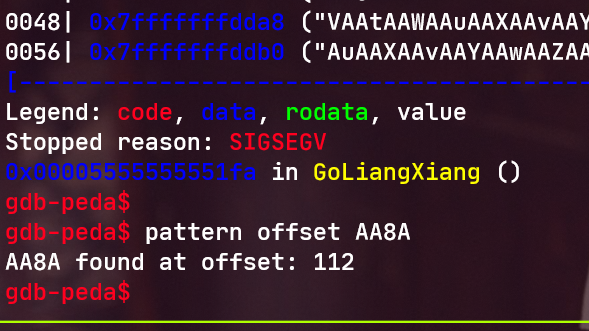 0048| 0x7fffffffdda8 ("VAAtAAWAAuAAXAAvAAY
0056| 0x7fffffffddb0 ("AuAAXAAvAAYAAwAAZAA
[------------------------------------------
Legend: code, data, rodata, value
Stopped reason: SIGSEGV
0x00005555555551fa in GoLiangXiang ()
gdb-peda$
gdb-peda$ pattern offset AA8A
AA8A found at offset: 112
gdb-peda$